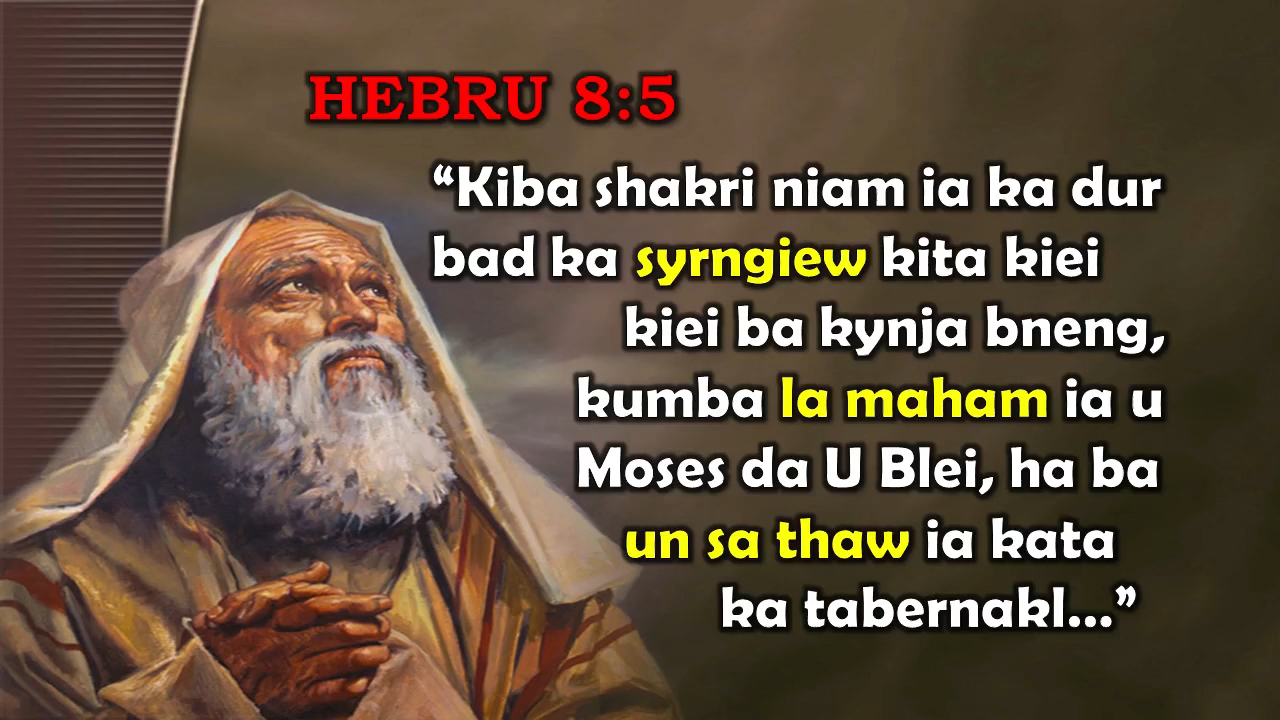 HEBRU 8:5
“Kiba shakri niam ia ka dur
bad ka syrngiew kita kiei
kiei ba kynja bneng,
kumba la maham ia u
Moses da U Blei, ha ba
un sa thaw ia kata
ka tabernakl...”